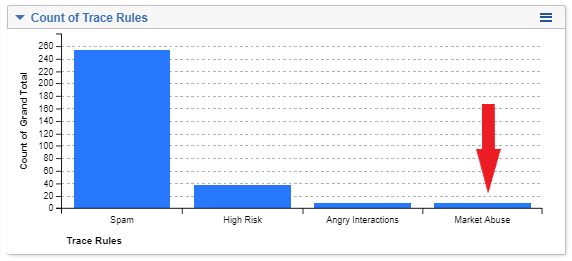 Count of Trace Rules
Count of Grand Total
260
240
220
200
180
160
140
120
100
80
60
40
20
0
Spam
High Risk
Angry Interactions
Market Abuse
Trace Rules